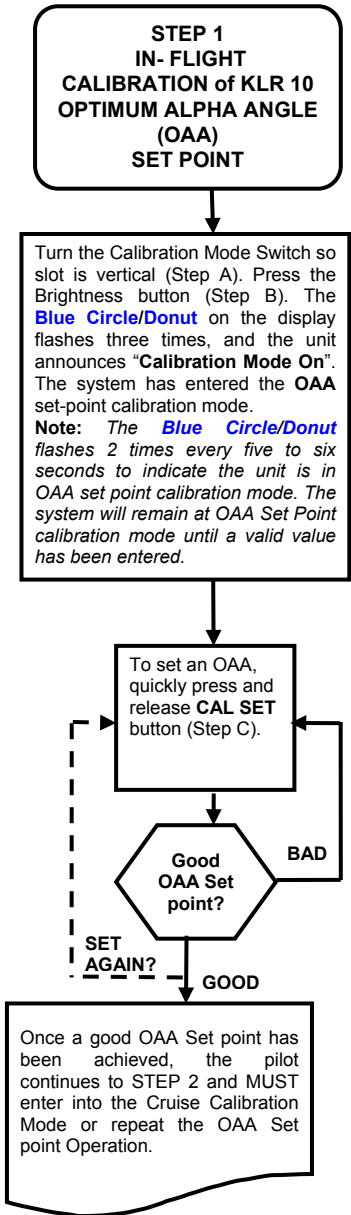 STEP 1
IN- FLIGHT
CALIBRATION of KLR 10
OPTIMUM ALPHA ANGLE
(OAA)
SET POINT
Turn the Calibration Mode Switch so
slot is vertical (Step A). Press the
Brightness button (Step B). The
Blue Circle/Donut on the display
flashes three times, and the unit
announces “Calibration Mode On”.
The system has entered the OAA
set-point calibration mode.
Note: The Blue Circle/Donut
flashes 2 times every five to six
seconds to indicate the unit is in
OAA set point calibration mode. The
system will remain at OAA Set Point
calibration mode until a valid value
has been entered.
To set an OAA,
quickly press and
release CAL SET
button (Step C).
Good
OAA Set
point?
BAD
SET
AGAIN?
GOOD
Once a good OAA Set point has
been achieved, the pilot
continues to STEP 2 and MUST
enter into the Cruise Calibration
Mode or repeat the OAA Set
point Operation.